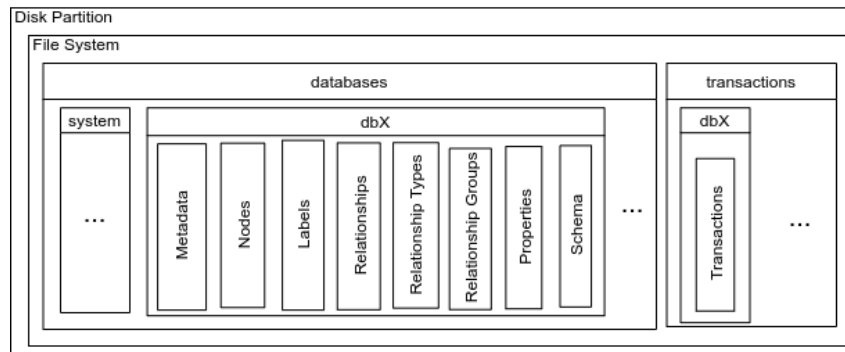 Disk Partition
File System
databases
transactions
system
dbX
dbX
...
Metadata
Nodes
Labels
Relationships
Relationship Types
Relationship Groups
Properties
Schema
...
Transactions
...